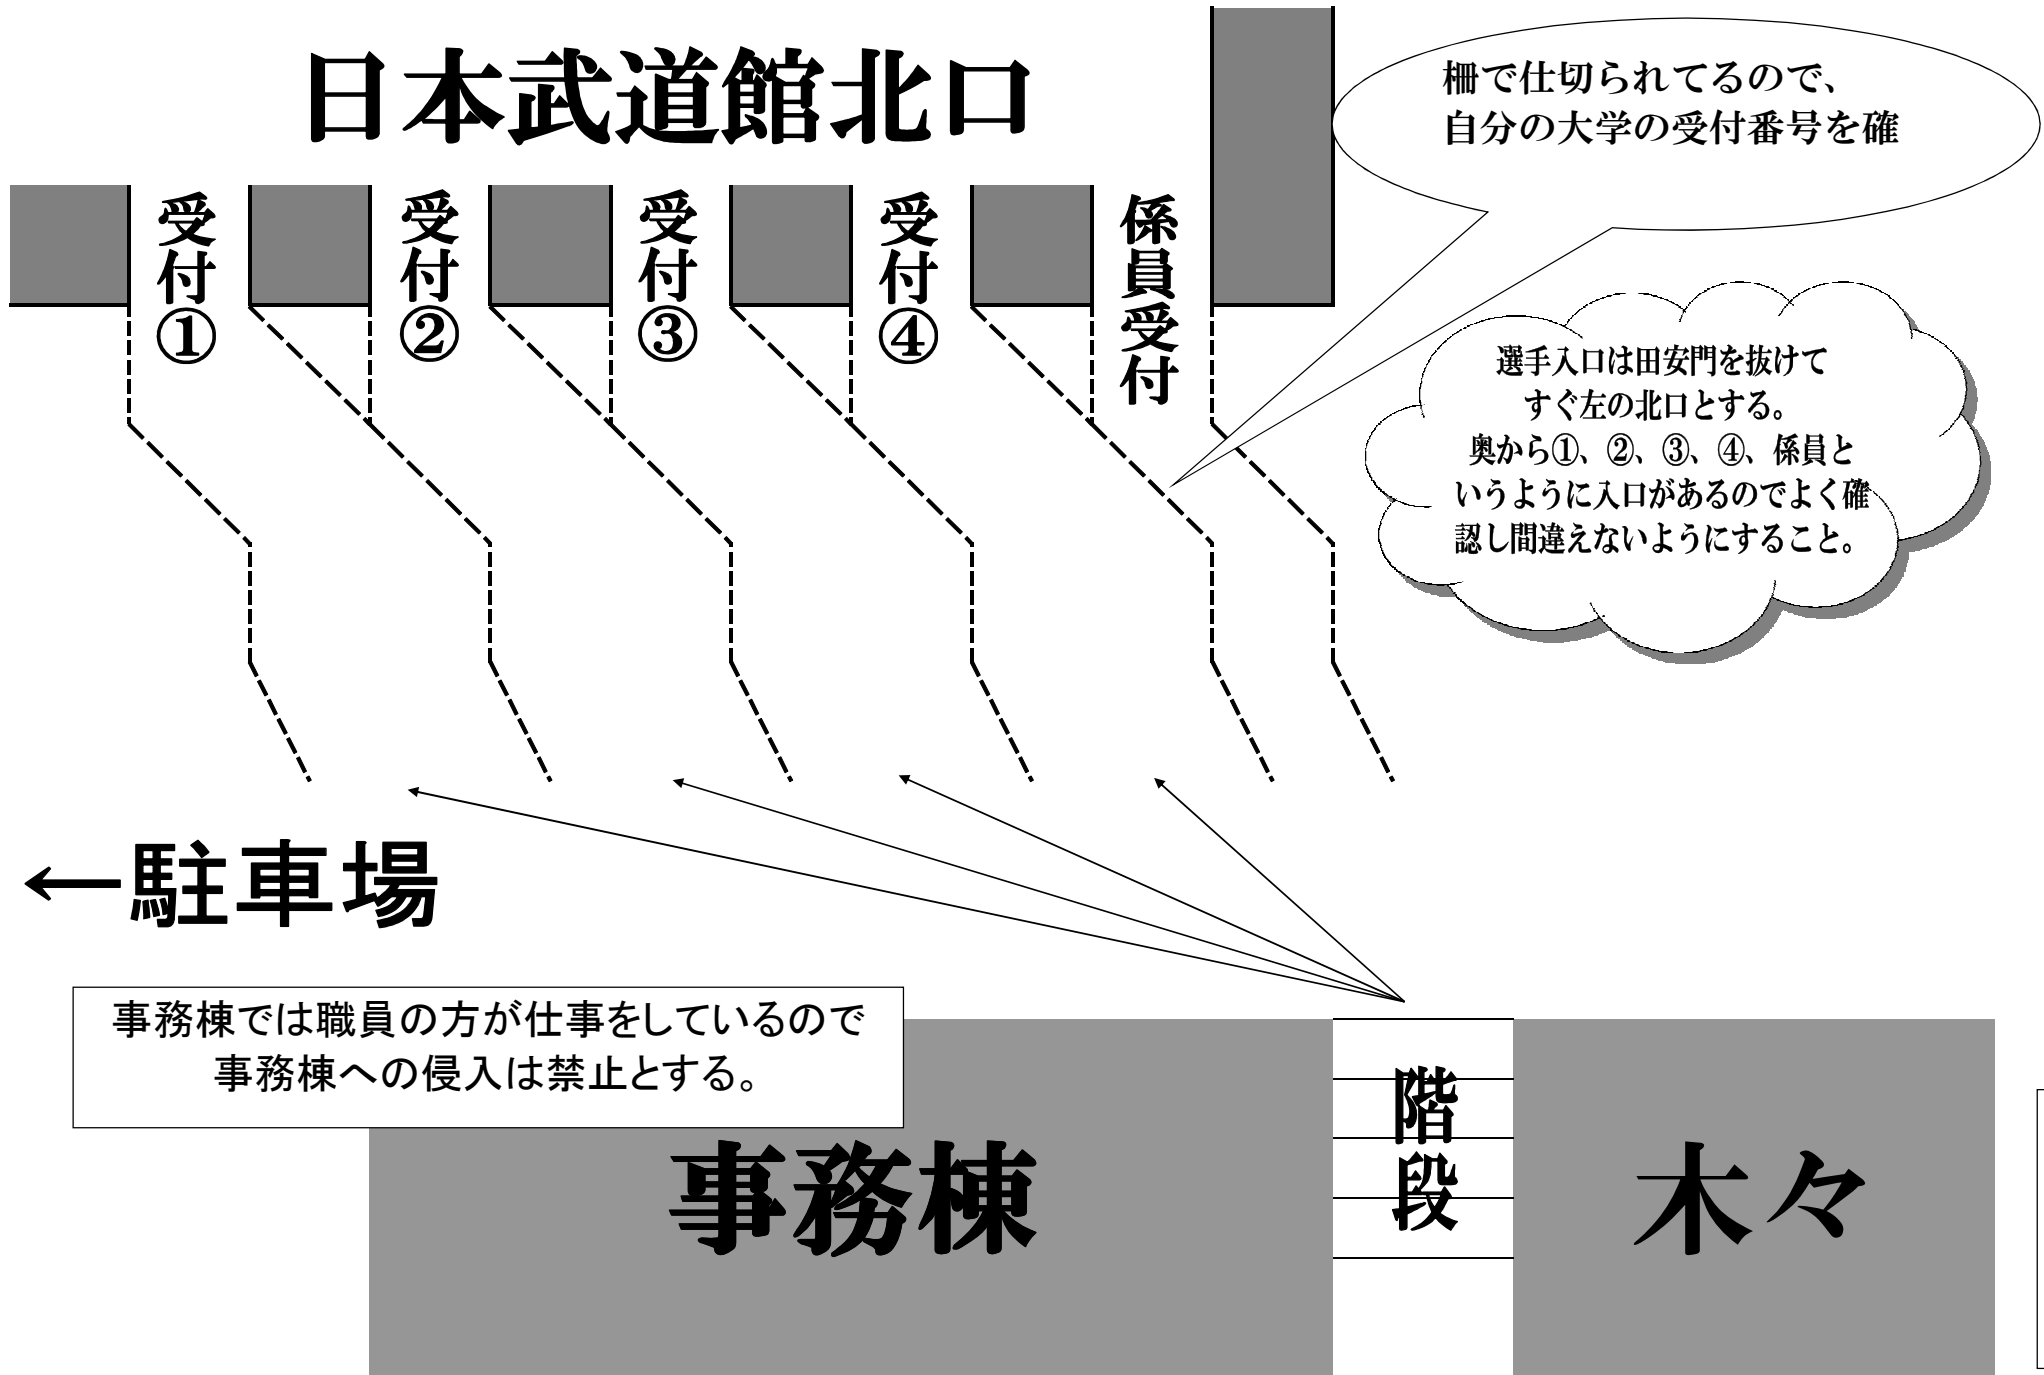 日本武道館北口
柵で仕切られてるので、
自分の大学の受付番号を確
受付①
受付②
受付③
受付④
係員受付
選手入口は田安門を抜けて
すぐ左の北口とする。
奥から①、②、③、④、係員と
いうように入口があるのでよく確
認し間違えないようにすること。
←駐車場
事務棟では職員の方が仕事をしているので
事務棟への侵入は禁止とする。
事務棟
階段
木々